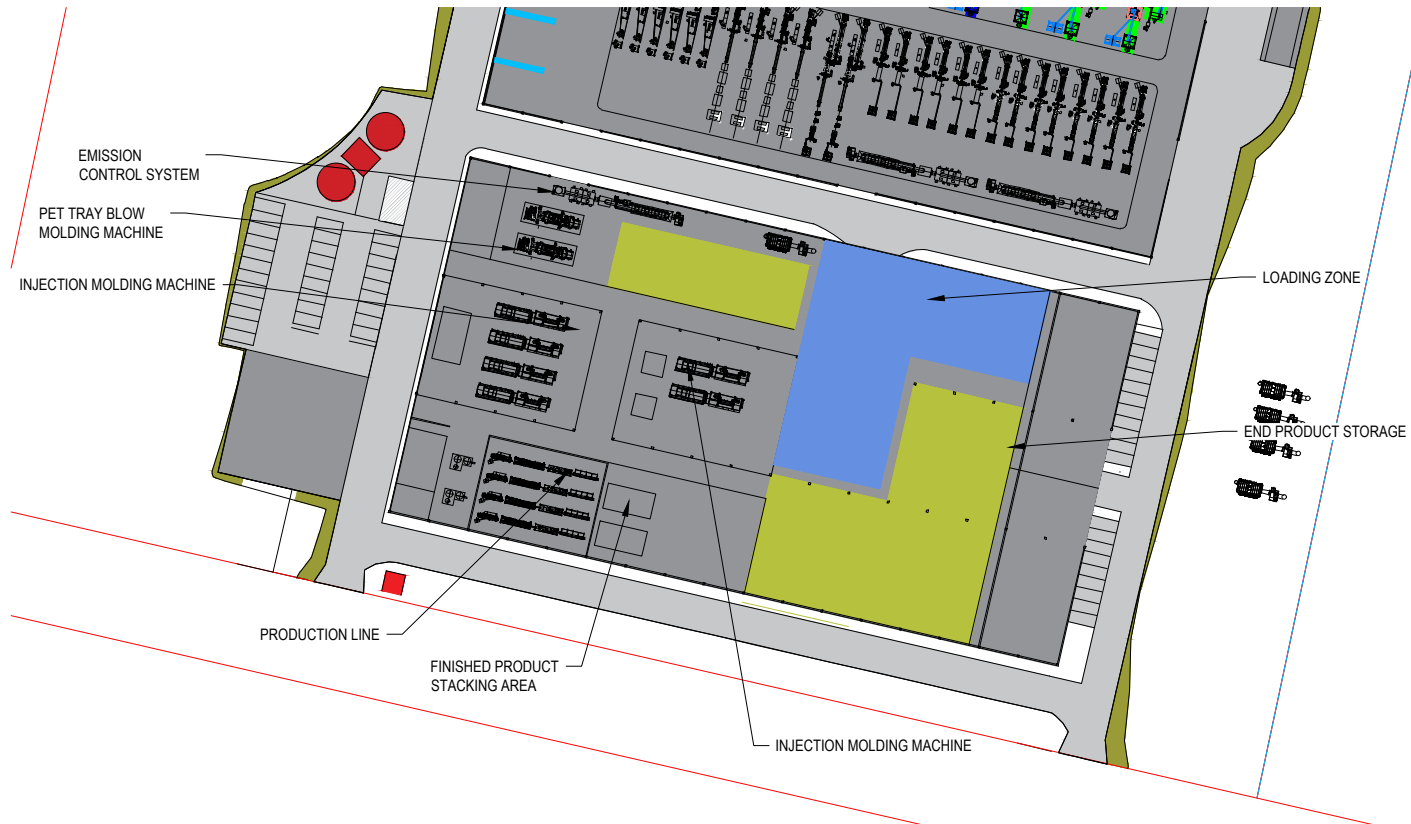 EMISSION
CONTROL SYSTEM
PET TRAY BLOW
MOLDING MACHINE
INJECTION MOLDING MACHINE
LOADING ZONE
END PRODUCT STORAGE
PRODUCTION LINE
FINISHED PRODUCT
STACKING AREA
INJECTION MOLDING MACHINE